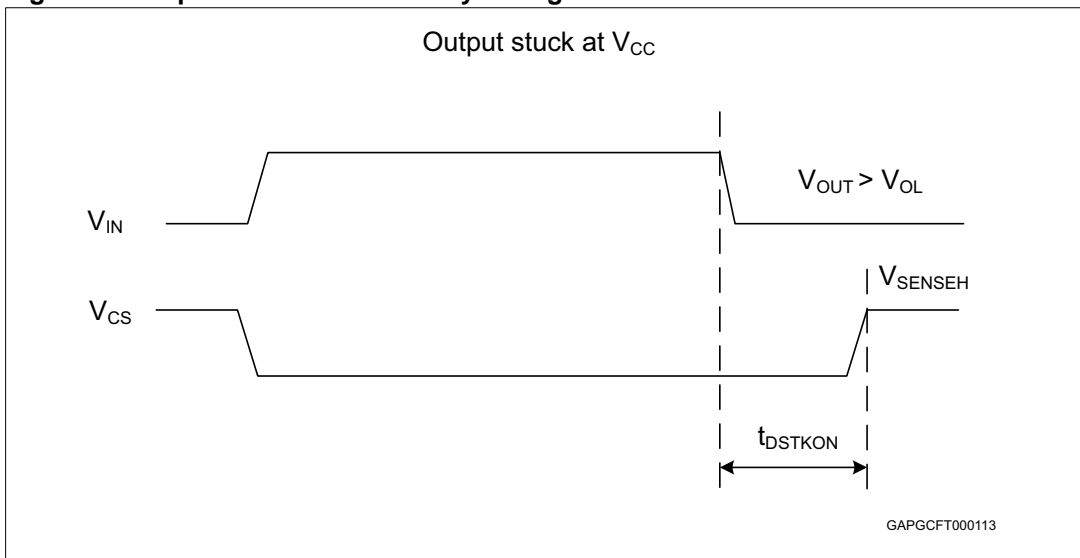 Output stuck at VCC
VOUT > VOL
VIN
VSENSEH
VCS
tDSTKON
GAPGCFT000113